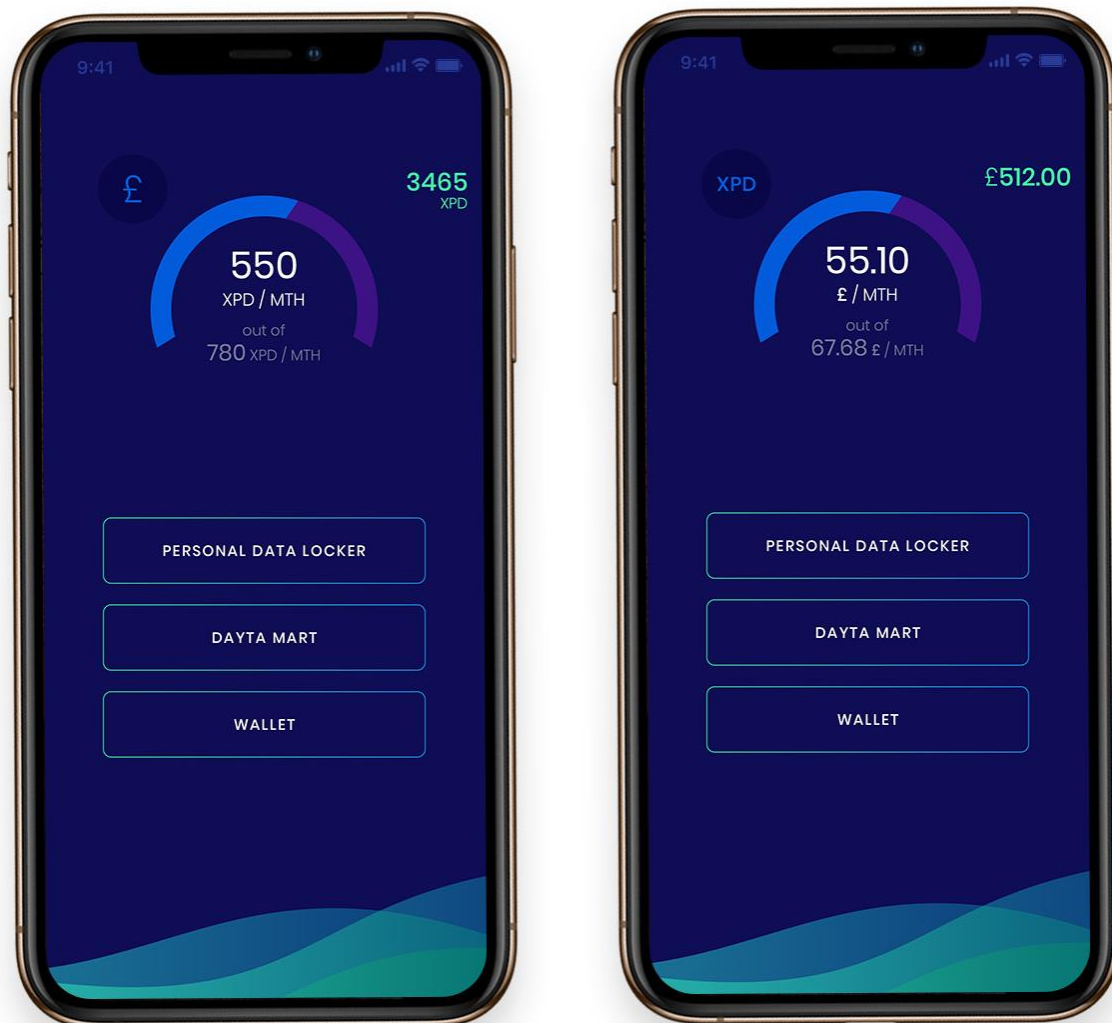 9:41
£
3465
XPD
550
XPD / MTH
out of
780 XPD / MTH
PERSONAL DATA LOCKER
DAYTA MART
WALLET
9:41
XPD
£512.00
55.10
£ / MTH
out of
67.68 £ / MTH
PERSONAL DATA LOCKER
DAYTA MART
WALLET